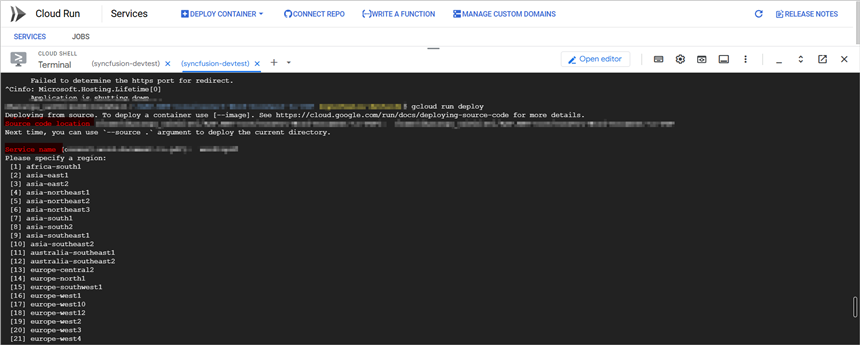 Cloud Run Services DEPLOY CONTAINER CONNECT REPO WRITE A FUNCTION MANAGE CUSTOM DOMAINS RELEASE NOTES
SERVICES JOBS
CLOUD SHELL
Terminal (syncfusion-devtest) (syncfusion-devtest) Open editor
Failed to determine the https port for redirect.
^Cinfo: Microsoft.Hosting.Lifetime[0]
Application is shutting down...
$ gcloud run deploy
Deploying from source. To deploy a container use [--image]. See https://cloud.google.com/run/docs/deploying-source-code for more details.
Source code location
Next time, you can use `--source .` argument to deploy the current directory.
Service name
Please specify a region:
[1] africa-south1
[2] asia-east1
[3] asia-east2
[4] asia-northeast1
[5] asia-northeast2
[6] asia-northeast3
[7] asia-south1
[8] asia-south2
[9] asia-southeast1
[10] asia-southeast2
[11] australia-southeast1
[12] australia-southeast2
[13] europe-central2
[14] europe-north1
[15] europe-southwest1
[16] europe-west1
[17] europe-west10
[18] europe-west12
[19] europe-west2
[20] europe-west3
[21] europe-west4